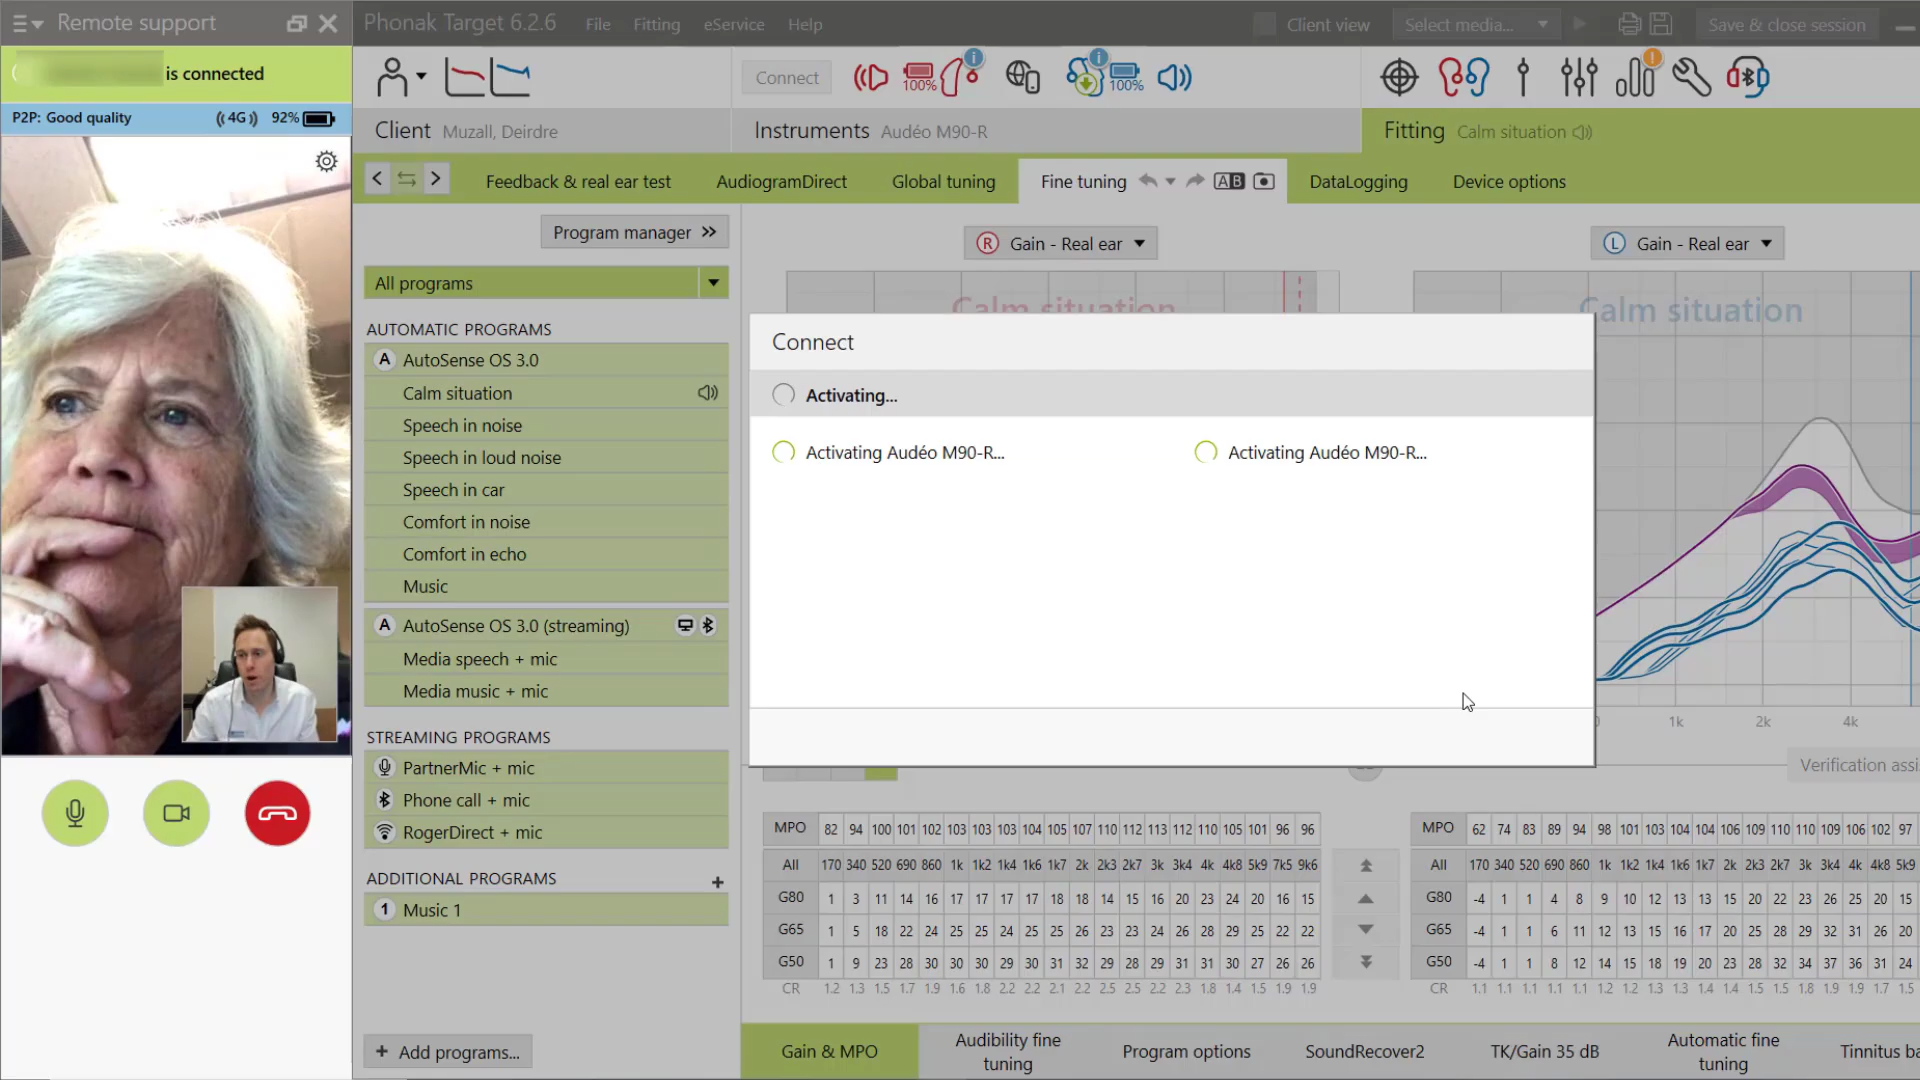 Remote support
is connected
P2P: Good quality
4G
92%
Phonak Target 6.2.6
File
Fitting
eService
Help
Client view
Select media...
Save & close session
Connect
100%
100%
Client
Muzall, Deirdre
Instruments
Audéo M90-R
Fitting
Calm situation
Feedback & real ear test
AudiogramDirect
Global tuning
Fine tuning
AB
DataLogging
Device options
Program manager
All programs
AUTOMATIC PROGRAMS
A AutoSense OS 3.0
Calm situation
Speech in noise
Speech in loud noise
Speech in car
Comfort in noise
Comfort in echo
Music
A AutoSense OS 3.0 (streaming)
Media speech + mic
Media music + mic
STREAMING PROGRAMS
PartnerMic + mic
Phone call + mic
RogerDirect + mic
ADDITIONAL PROGRAMS +
1 Music 1
+ Add programs...
R Gain - Real ear
L Gain - Real ear
Calm situation
Calm situation
Connect
Activating...
Activating Audéo M90-R...
Activating Audéo M90-R...
1k 2k 4k
Verification assi
MPO 82 94 100 101 102 103 103 103 104 105 107 110 112 113 112 110 105 101 96 96
All 170 340 520 690 860 1k 1k2 1k4 1k6 1k7 2k 2k3 2k7 3k 3k4 4k 4k8 5k9 7k5 9k6
G80 1 3 11 14 16 17 17 17 17 18 18 14 15 16 20 23 24 20 16 15
G65 1 5 18 22 24 25 25 24 25 25 26 23 23 24 26 28 29 25 22 22
G50 1 9 23 28 30 30 30 29 30 31 32 29 28 29 31 31 30 27 26 26
CR 1.2 1.3 1.5 1.7 1.9 1.6 1.8 2.2 2.2 2.1 2.2 2.5 2.5 2.2 2.3 1.8 1.4 1.5 1.9 1.9
MPO 62 74 83 89 94 98 101 103 104 106 109 110 110 109 106 102 97
All 170 340 520 690 860 1k 1k2 1k4 1k6 1k7 2k 2k3 2k7 3k 3k4 4k 4k8 5k9
G80 -4 1 1 4 8 9 10 12 13 13 15 20 22 23 26 25 20 15
G65 -4 1 1 6 11 12 13 15 16 17 20 25 28 29 32 31 26 20
G50 -4 1 1 8 12 14 15 18 19 20 23 28 32 34 37 36 31 24
CR 1.1 1.1 1.1 1.1 1.2 1.2 1.3 1.3 1.4 1.4 1.5 1.5 1.8 1.9 1.9 1.7 1.5
Gain & MPO
Audibility fine
tuning
Program options
SoundRecover2
TK/Gain 35 dB
Automatic fine
tuning
Tinnitus ba